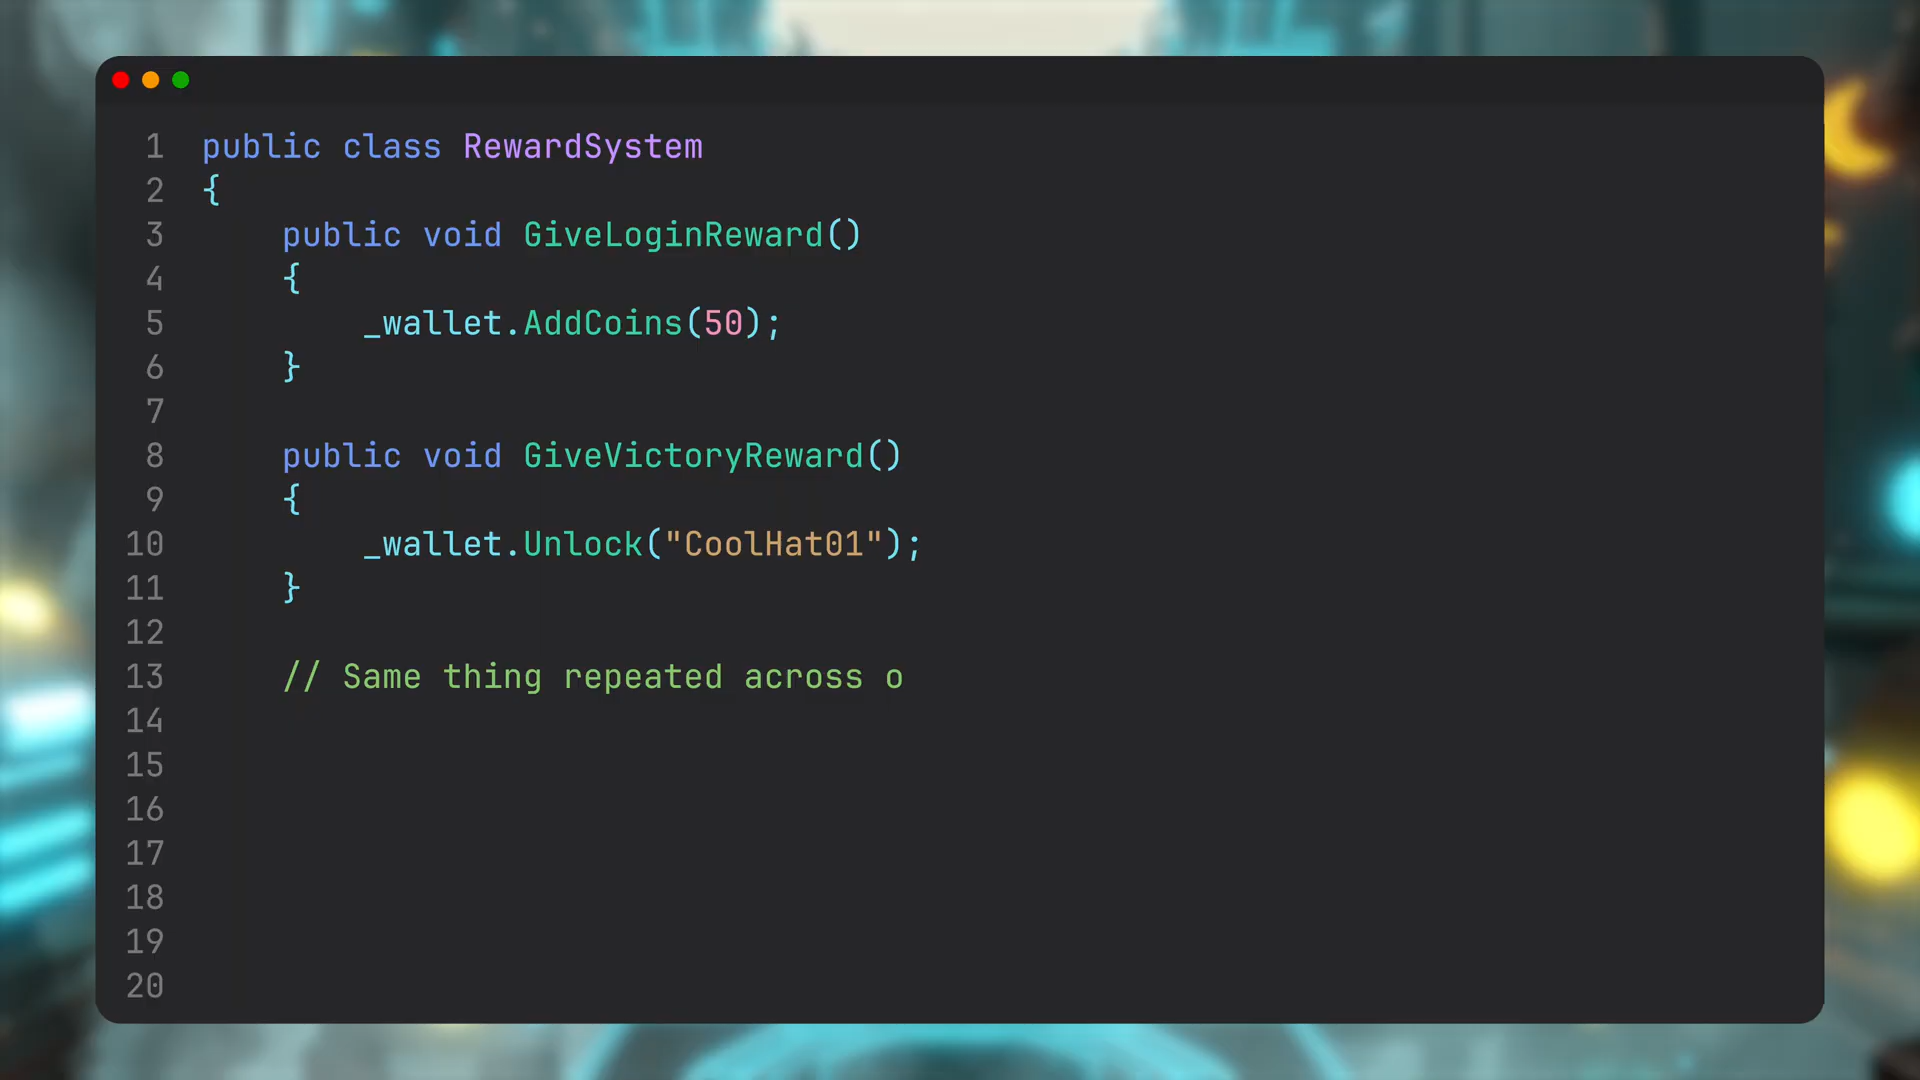 1 public class RewardSystem
2 {
3 public void GiveLoginReward()
4 {
5 _wallet.AddCoins(50);
6 }
7
8 public void GiveVictoryReward()
9 {
10 _wallet.Unlock("CoolHat01");
11 }
12
13 // Same thing repeated across o
14
15
16
17
18
19
20